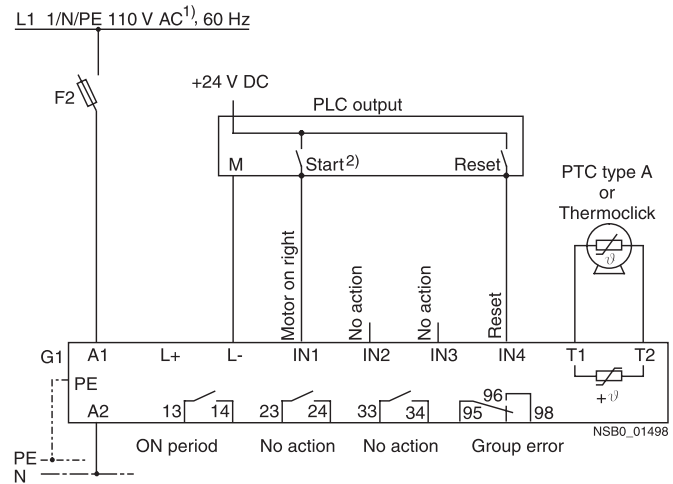 L1 1/N/PE 110 V AC1), 60 Hz
F2
+24 V DC
PLC output
M
Start2)
Reset
PTC type A
or
Thermoclick
ϑ
Motor on right
No action
No action
Reset
G1
A1
L+
L-
IN1
IN2
IN3
IN4
T1
T2
PE
+ϑ
A2
13
14
23
24
33
34
95
96
98
NSB0_01498
ON period
No action
No action
Group error
PE
N